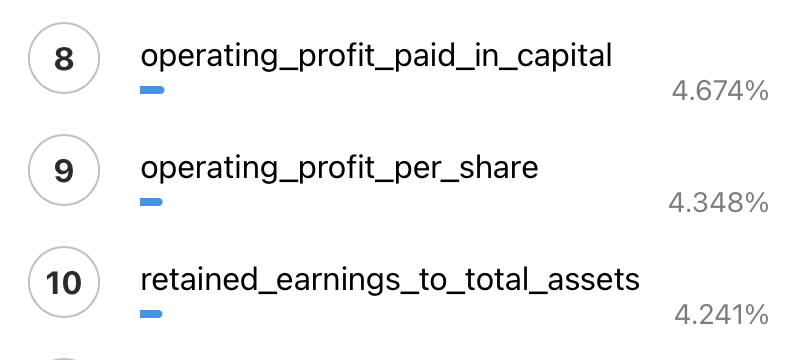 8
operating_profit_paid_in_capital
4.674%
9
operating_profit_per_share
4.348%
10
retained_earnings_to_total_assets
4.241%